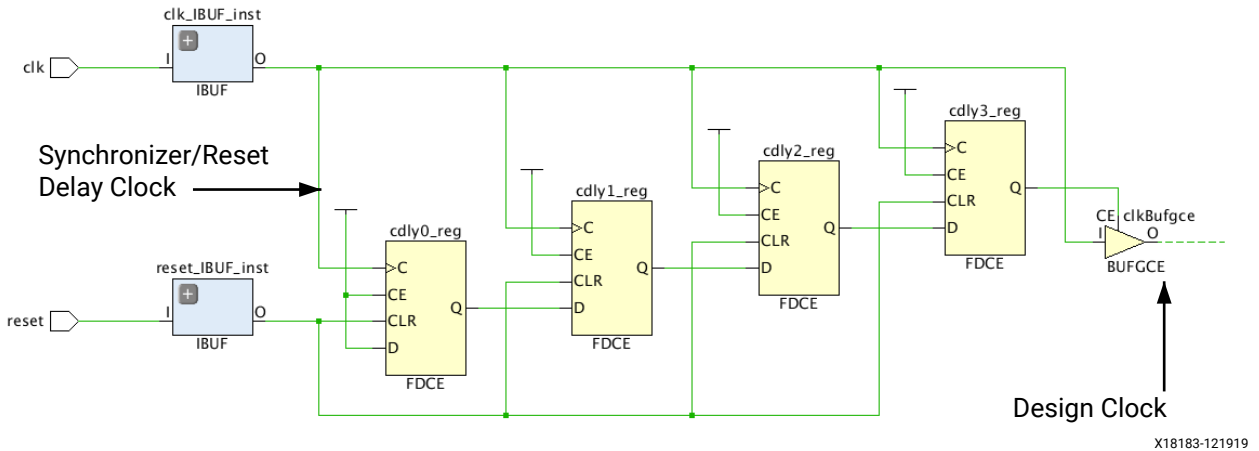 clk_IBUF_inst
+
clk
I
O
IBUF
Synchronizer/Reset
Delay Clock
reset_IBUF_inst
+
reset
I
O
IBUF
cdly0_reg
C
CE
CLR
D
Q
FDCE
cdly1_reg
C
CE
CLR
D
Q
FDCE
cdly2_reg
C
CE
CLR
D
Q
FDCE
cdly3_reg
C
CE
CLR
D
Q
FDCE
CE clkBufgce
I
O
BUFGCE
Design Clock
X18183-121919